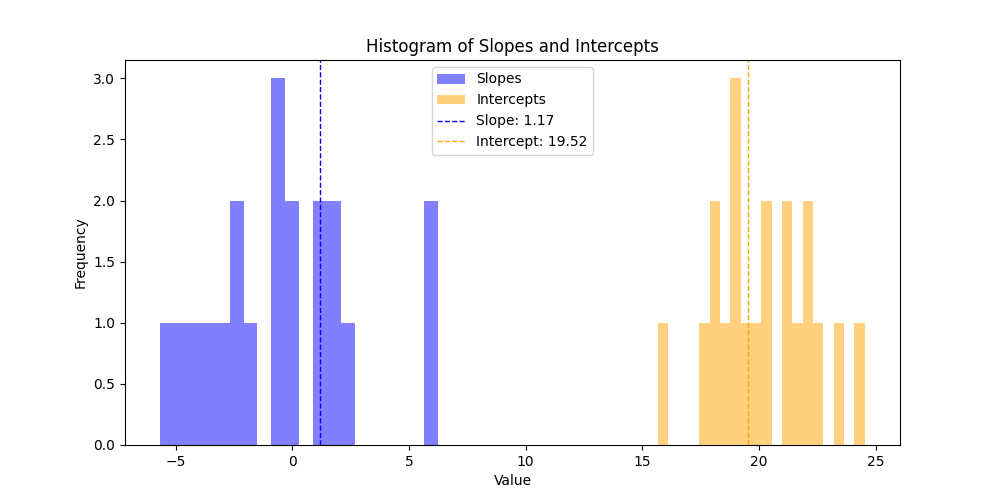 Histogram of Slopes and Intercepts
Slopes
Intercepts
Slope: 1.17
Intercept: 19.52
Frequency
3.0
2.5
2.0
1.5
1.0
0.5
0.0
−5
0
5
10
15
20
25
Value